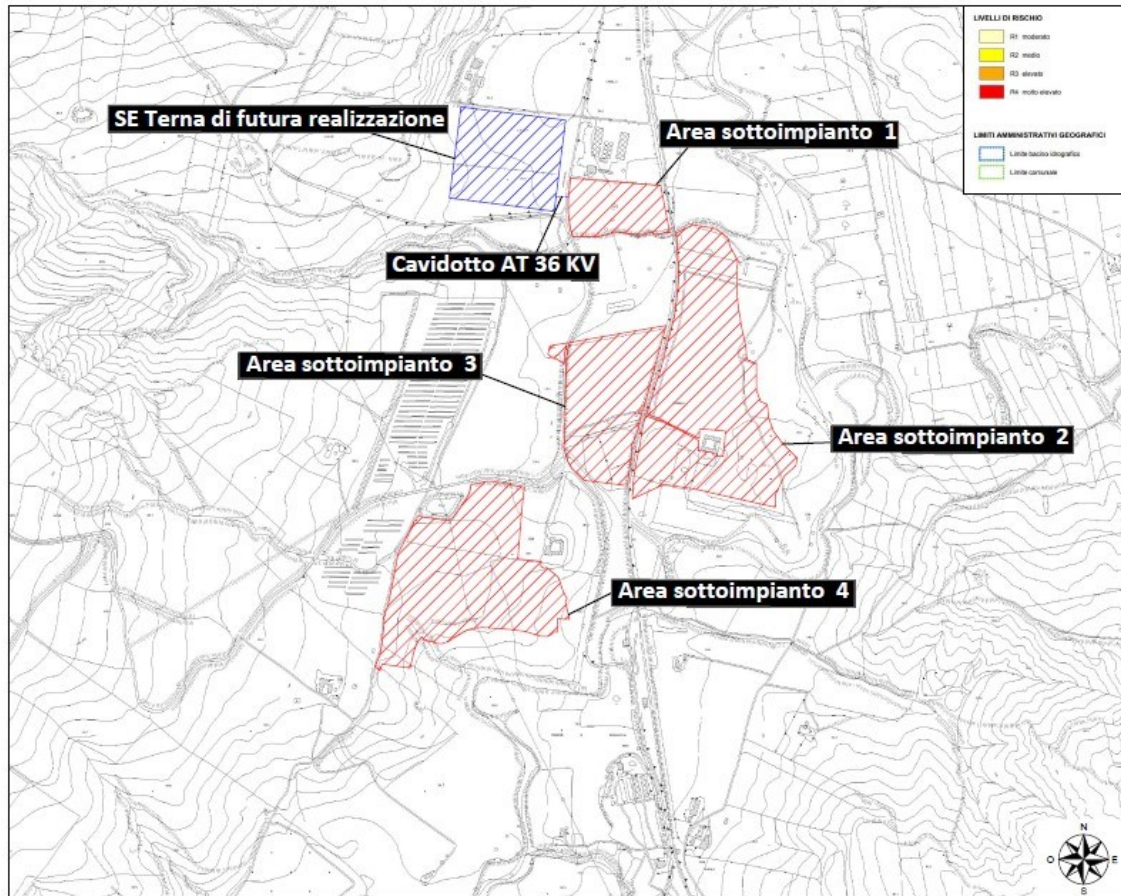 LIVELLI DI RISCHIO
R1 moderato
R2 medio
R3 elevato
R4 molto elevato
LIMITI AMMINISTRATIVI GEOGRAFICI
Limite bacino idrografico
Limite comunale
SE Terna di futura realizzazione
Area sottoimpianto 1
Cavidotto AT 36 KV
Area sottoimpianto 3
Area sottoimpianto 2
Area sottoimpianto 4
N
O
E
S